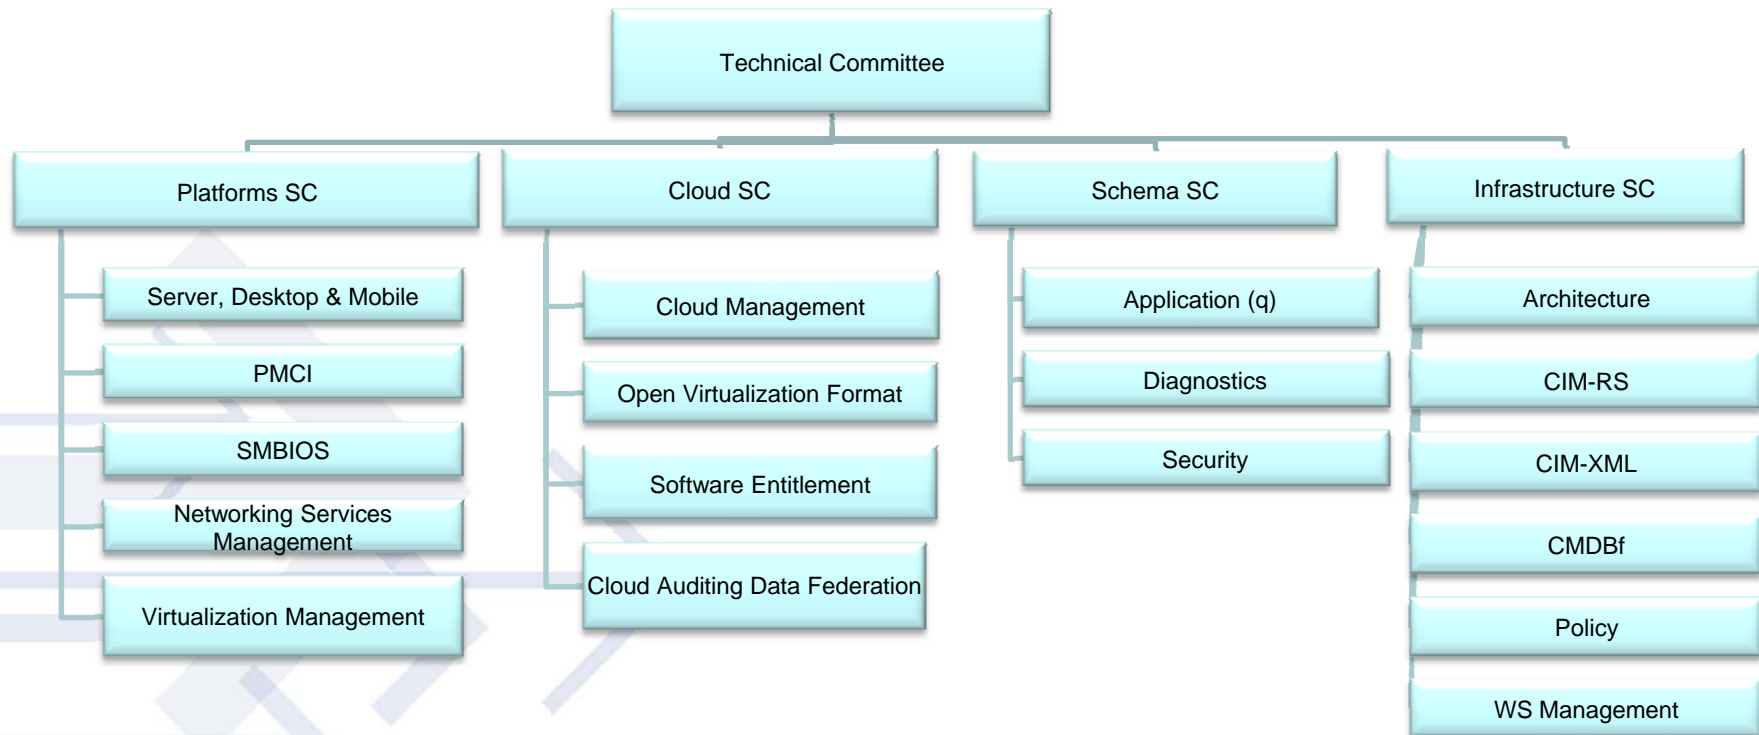 Technical Committee
Platforms SC
Cloud SC
Schema SC
Infrastructure SC
Server, Desktop & Mobile
PMCI
SMBIOS
Networking Services
Management
Virtualization Management
Cloud Management
Open Virtualization Format
Software Entitlement
Cloud Auditing Data Federation
Application (q)
Diagnostics
Security
Architecture
CIM-RS
CIM-XML
CMDBf
Policy
WS Management